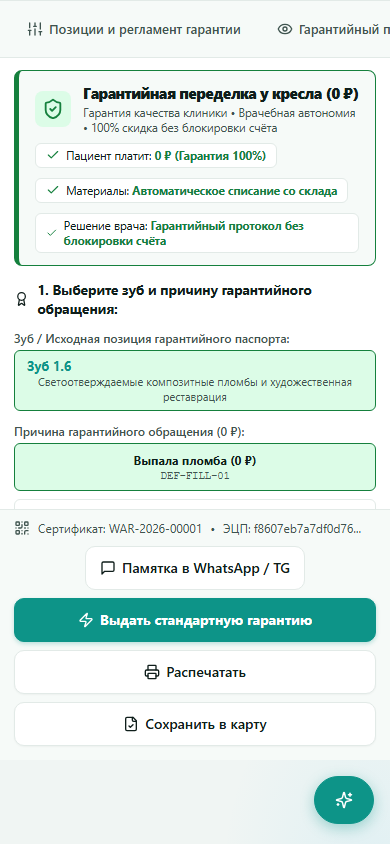 Позиции и регламент гарантии
Гарантийный п
Гарантийная переделка у кресла (0 ₽)
Гарантия качества клиники • Врачебная автономия
• 100% скидка без блокировки счёта
Пациент платит: 0 ₽ (Гарантия 100%)
Материалы: Автоматическое списание со склада
Решение врача: Гарантийный протокол без
блокировки счёта
1. Выберите зуб и причину гарантийного
обращения:
Зуб / Исходная позиция гарантийного паспорта:
Зуб 1.6
Светоотверждаемые композитные пломбы и художественная
реставрация
Причина гарантийного обращения (0 ₽):
Выпала пломба (0 ₽)
DEF-FILL-01
Сертификат: WAR-2026-00001 • ЭЦП: f8607eb7a7df0d76...
Памятка в WhatsApp / TG
Выдать стандартную гарантию
Распечатать
Сохранить в карту